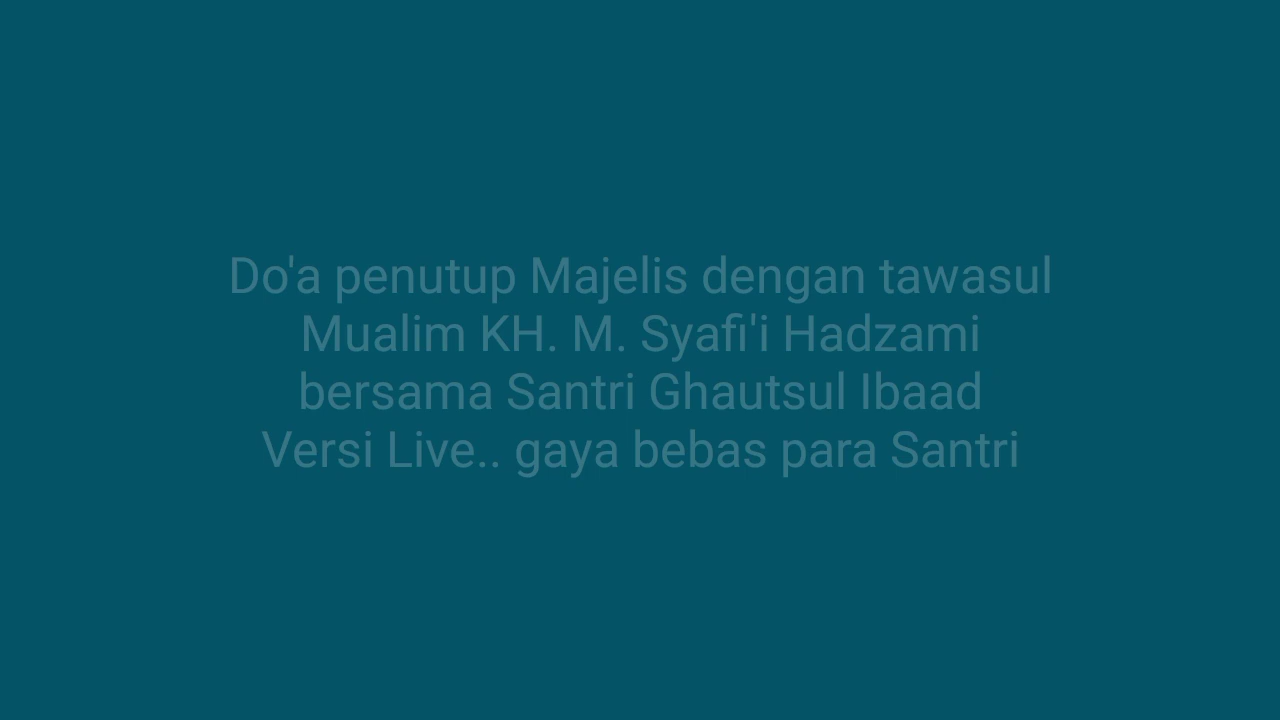 Do'a penutup Majelis dengan tawasul
Mualim KH. M. Syafi'i Hadzami
bersama Santri Ghautsul Ibaad
Versi Live.. gaya bebas para Santri